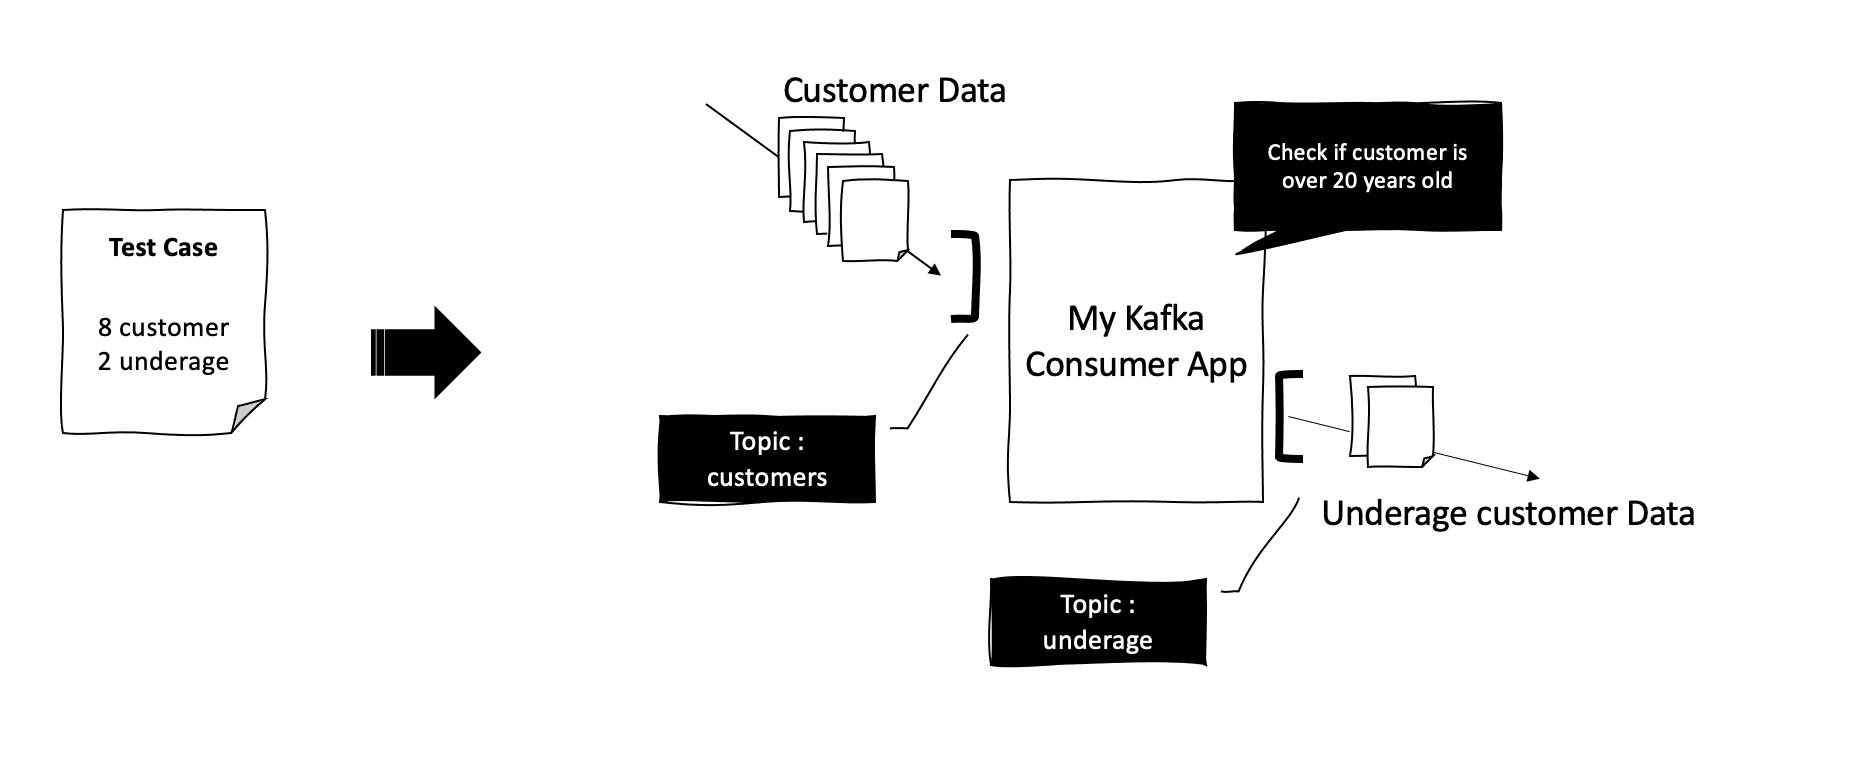 Test Case
8 customer
2 underage
Customer Data
Topic :
customers
My Kafka
Consumer App
Check if customer is
over 20 years old
Underage customer Data
Topic :
underage